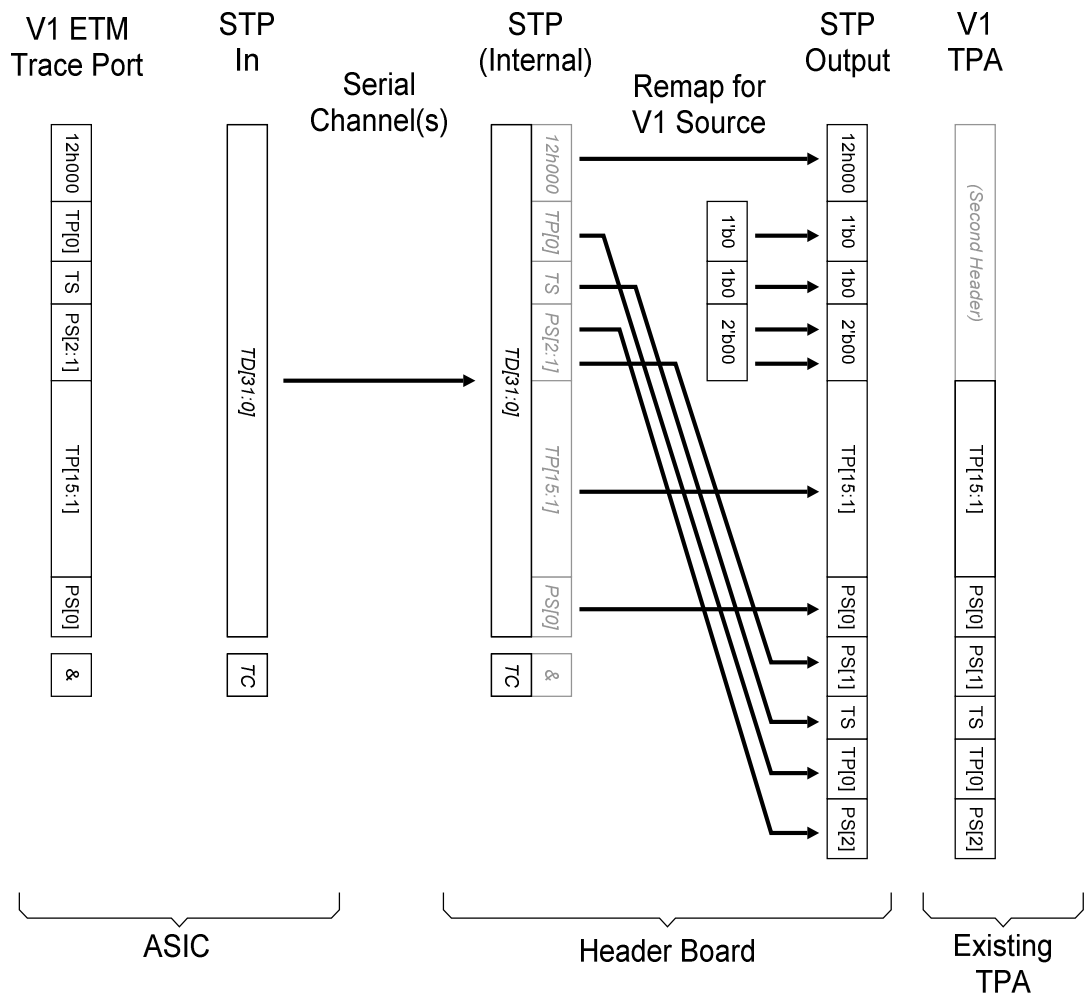 V1 ETM
Trace Port
STP
In
Serial
Channel(s)
STP
(Internal)
Remap for
V1 Source
STP
Output
V1
TPA
12h000
TP[0]
TS
PS[2:1]
TP[15:1]
PS[0]
&
TD[31:0]
TC
TD[31:0]
TC
12h000
TP[0]
TS
PS[2:1]
TP[15:1]
PS[0]
&
1'b0
1b0
2'b00
12h000
1'b0
1b0
2'b00
TP[15:1]
PS[0]
PS[1]
TS
TP[0]
PS[2]
(Second Header)
TP[15:1]
PS[0]
PS[1]
TS
TP[0]
PS[2]
ASIC
Header Board
Existing
TPA